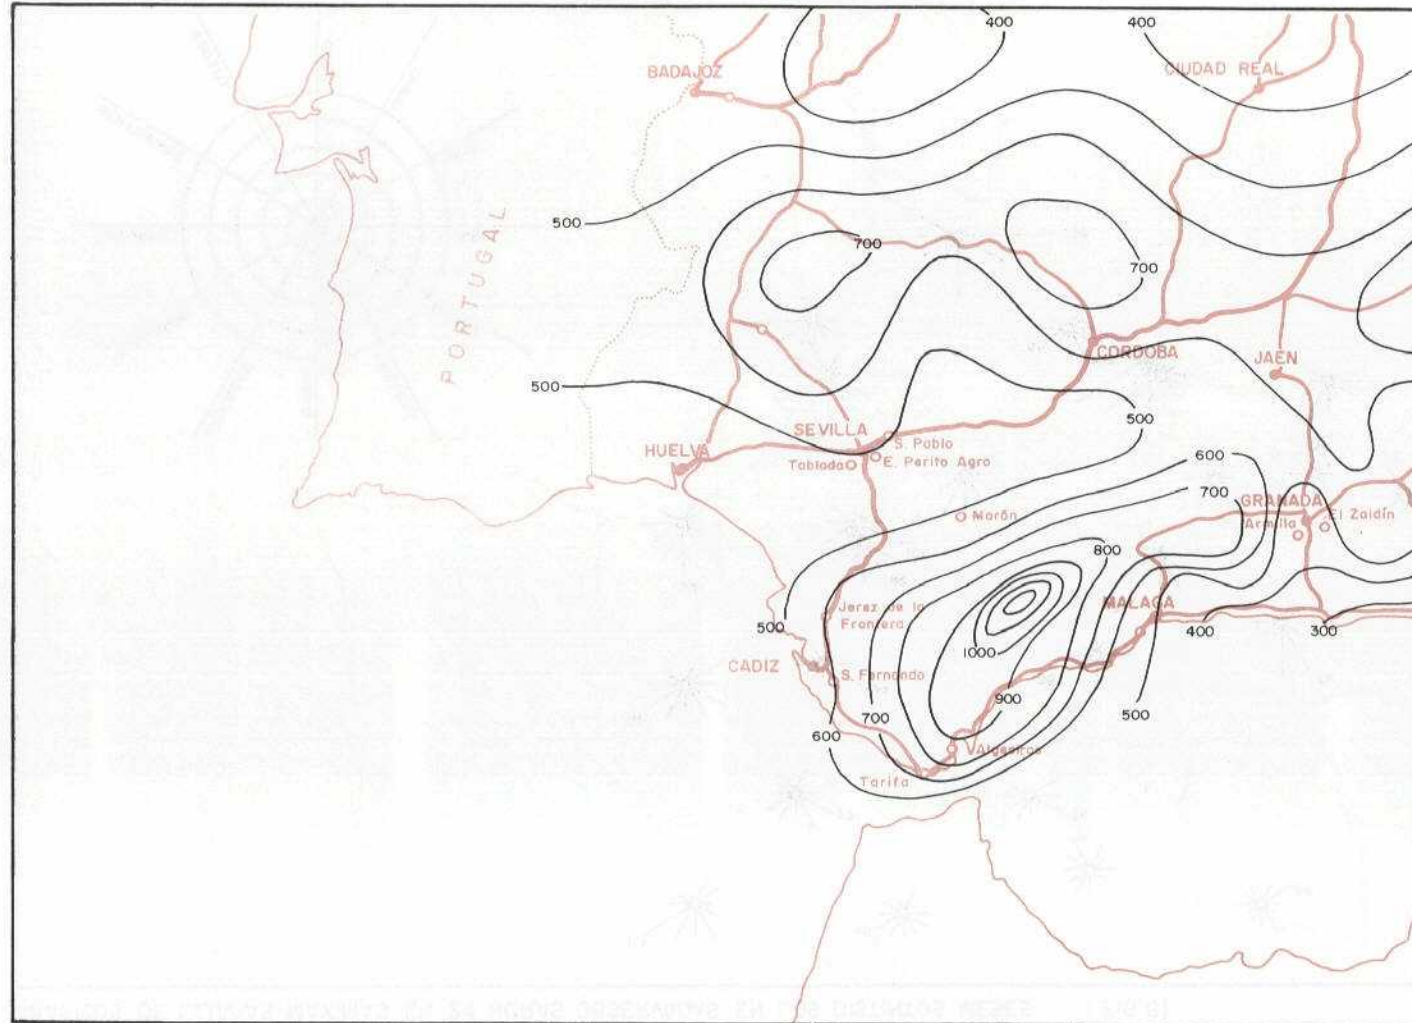 400
400
BADAJOZ
CIUDAD REAL
PORTUGAL
500
700
700
CORDOBA
JAEN
500
500
SEVILLA
S. Pablo
HUELVA
Tablada
E. Perito Agro
600
700
GRANADA
Morón
Armilla
El Zaidín
800
Jerez de la
Frontera
MALAGA
500
400
300
1000
CADIZ
S. Fernando
900
700
500
600
Algeciras
Tarifa